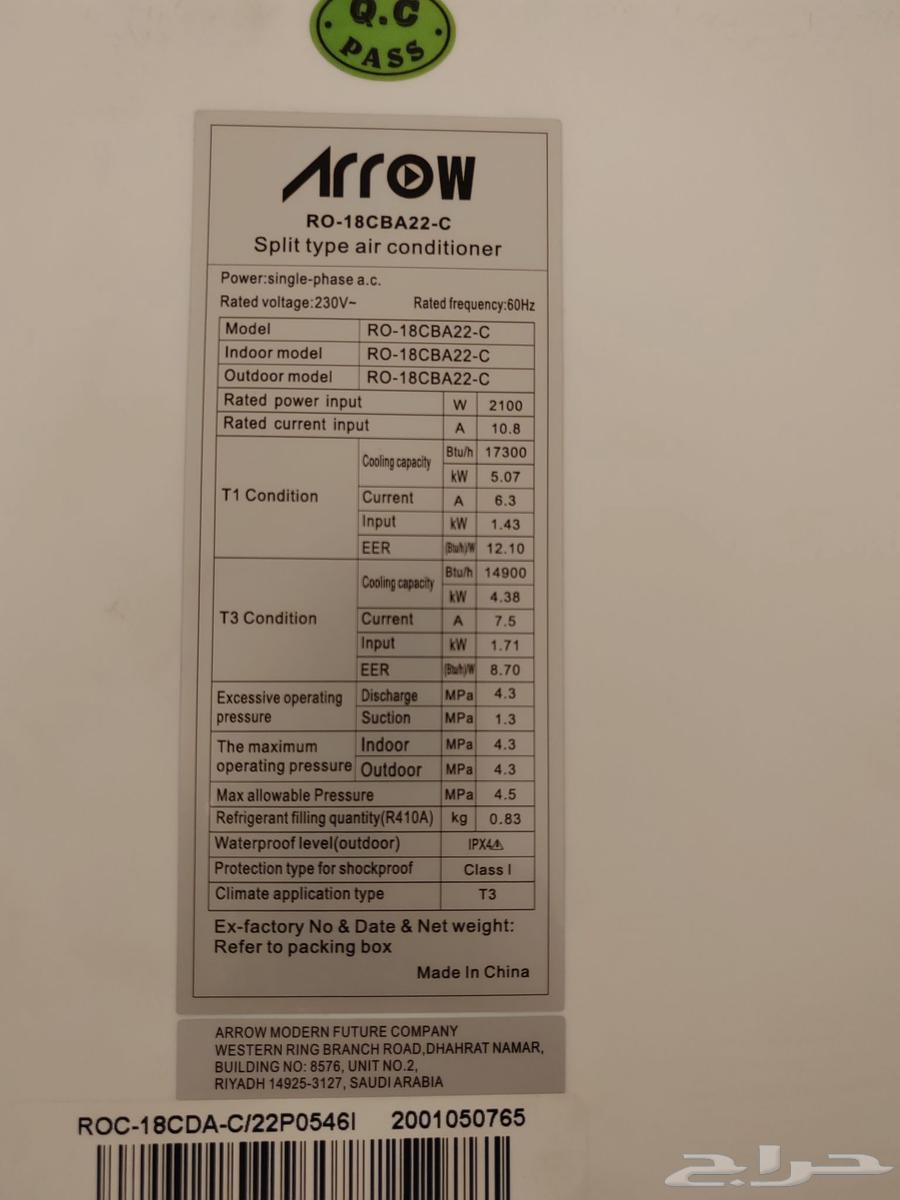 Q.C
PASS
ARROW
RO-18CBA22-C
Split type air conditioner
Power:single-phase a.c.
Rated voltage:230V~ Rated frequency:60Hz
Model RO-18CBA22-C
Indoor model RO-18CBA22-C
Outdoor model RO-18CBA22-C
Rated power input W 2100
Rated current input A 10.8
T1 Condition
Cooling capacity Btu/h 17300
kW 5.07
Current A 6.3
Input kW 1.43
EER (Btu/h)/W 12.10
T3 Condition
Cooling capacity Btu/h 14900
kW 4.38
Current A 7.5
Input kW 1.71
EER (Btu/h)/W 8.70
Excessive operating
pressure
Discharge MPa 4.3
Suction MPa 1.3
The maximum
operating pressure
Indoor MPa 4.3
Outdoor MPa 4.3
Max allowable Pressure MPa 4.5
Refrigerant filling quantity(R410A) kg 0.83
Waterproof level(outdoor) IPX4
Protection type for shockproof Class I
Climate application type T3
Ex-factory No & Date & Net weight:
Refer to packing box
Made In China
ARROW MODERN FUTURE COMPANY
WESTERN RING BRANCH ROAD,DHAHRAT NAMAR,
BUILDING NO: 8576, UNIT NO.2,
RIYADH 14925-3127, SAUDI ARABIA
ROC-18CDA-C/22P0546I 2001050765
حراج